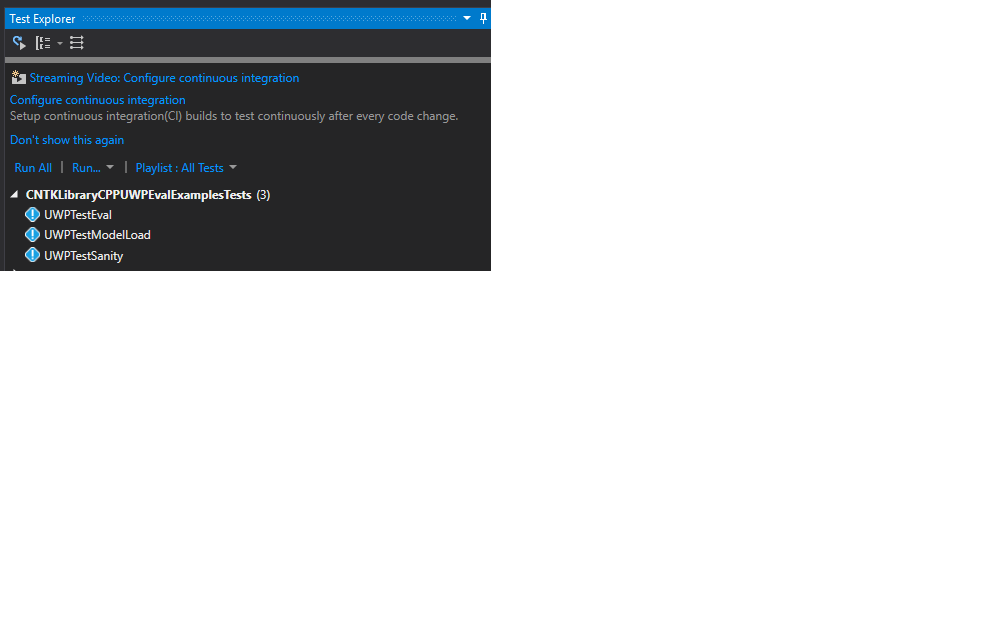 Test Explorer
Streaming Video: Configure continuous integration
Configure continuous integration
Setup continuous integration(CI) builds to test continuously after every code change.
Don't show this again
Run All | Run... | Playlist : All Tests
CNTKLibraryCPPUWPEvalExamplesTests (3)
UWPTestEval
UWPTestModelLoad
UWPTestSanity